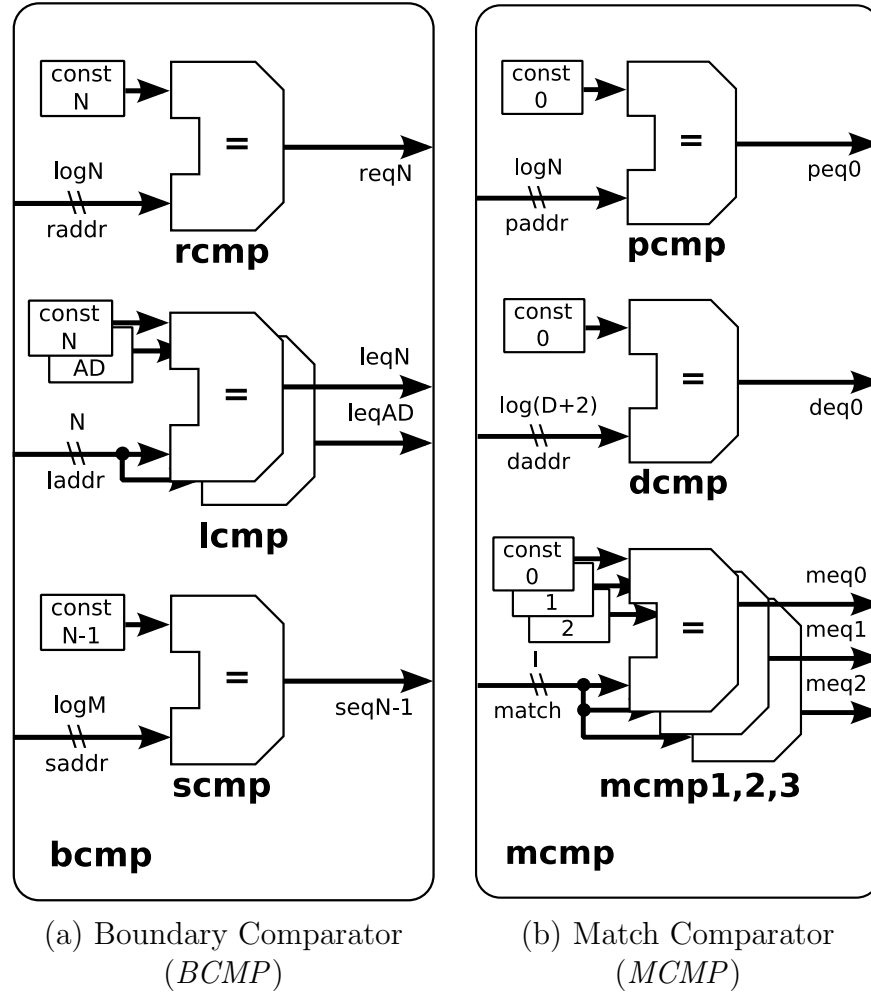 const
N
logN
raddr
=
reqN
rcmp
const
N
AD
N
laddr
=
leqN
leqAD
lcmp
const
N-1
logM
saddr
=
seqN-1
scmp
bcmp
(a) Boundary Comparator
(BCMP)
const
0
logN
paddr
=
peq0
pcmp
const
0
log(D+2)
daddr
=
deq0
dcmp
const
0
1
2
I
match
=
meq0
meq1
meq2
mcmp1,2,3
mcmp
(b) Match Comparator
(MCMP)